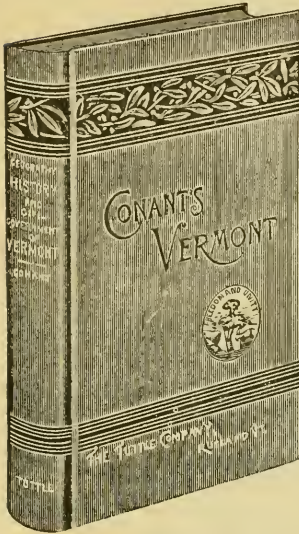 GEOGRAPHY
HISTORY
AND
CIVIL
GOVERNMENT
OF
VERMONT
CONANT
TUTTLE
CONANT'S
VERMONT
FREEDOM AND UNITY
THE TUTTLE COMPANY,
RUTLAND, VT.